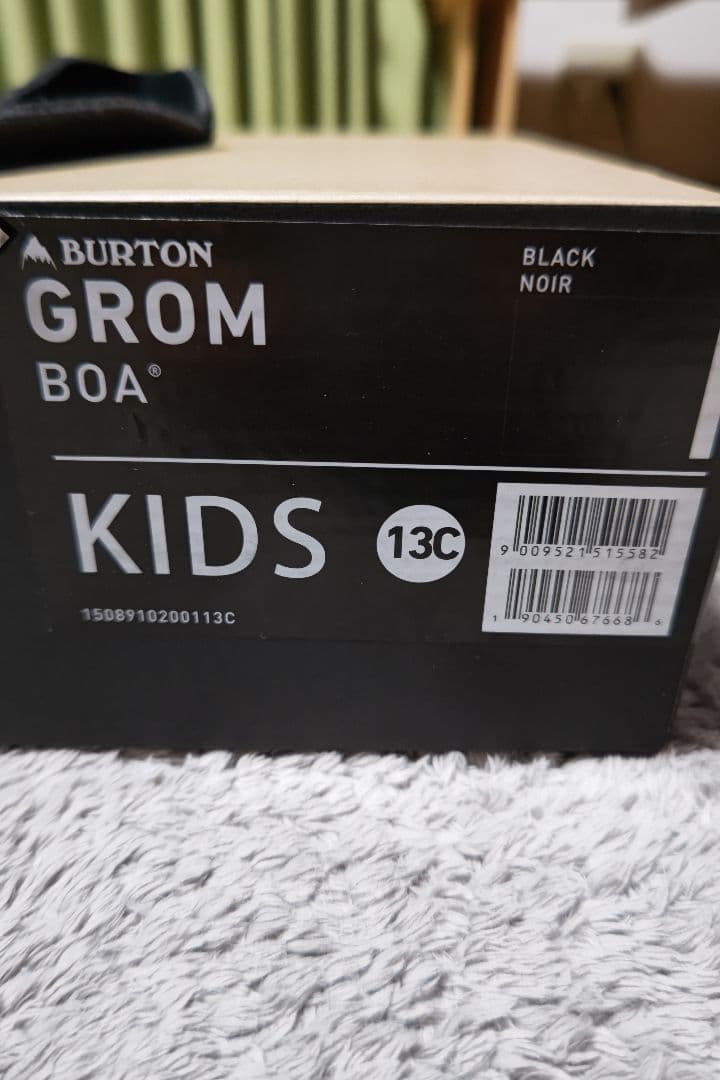 BURTON
GROM
BOA®
BLACK
NOIR
KIDS
13C
1508910200113C
9 009521 515582
1 90450 67668 6